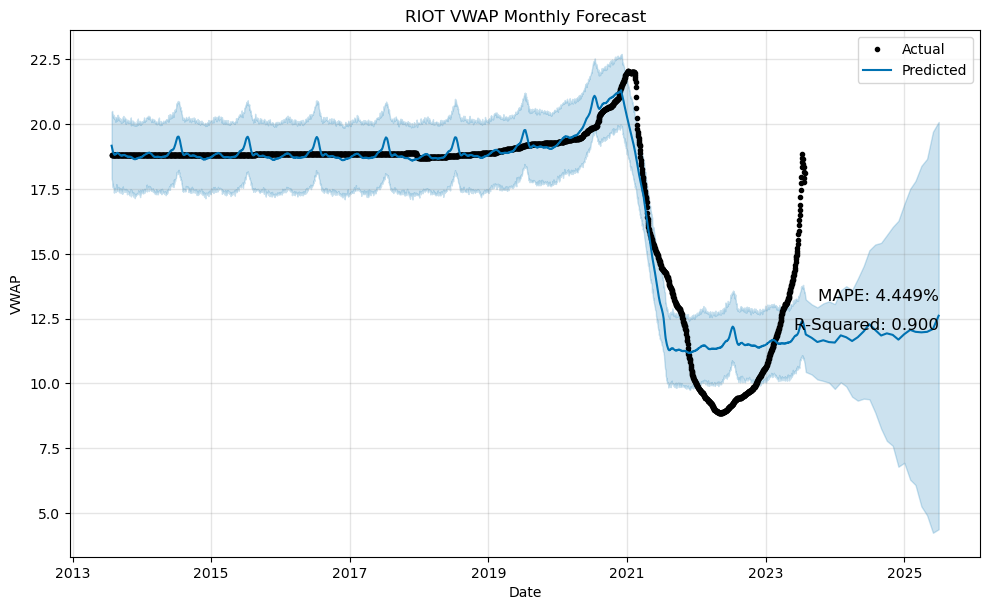 RIOT VWAP Monthly Forecast
Actual
Predicted
22.5
20.0
17.5
15.0
12.5
10.0
7.5
5.0
VWAP
MAPE: 4.449%
R-Squared: 0.900
2013
2015
2017
2019
2021
2023
2025
Date